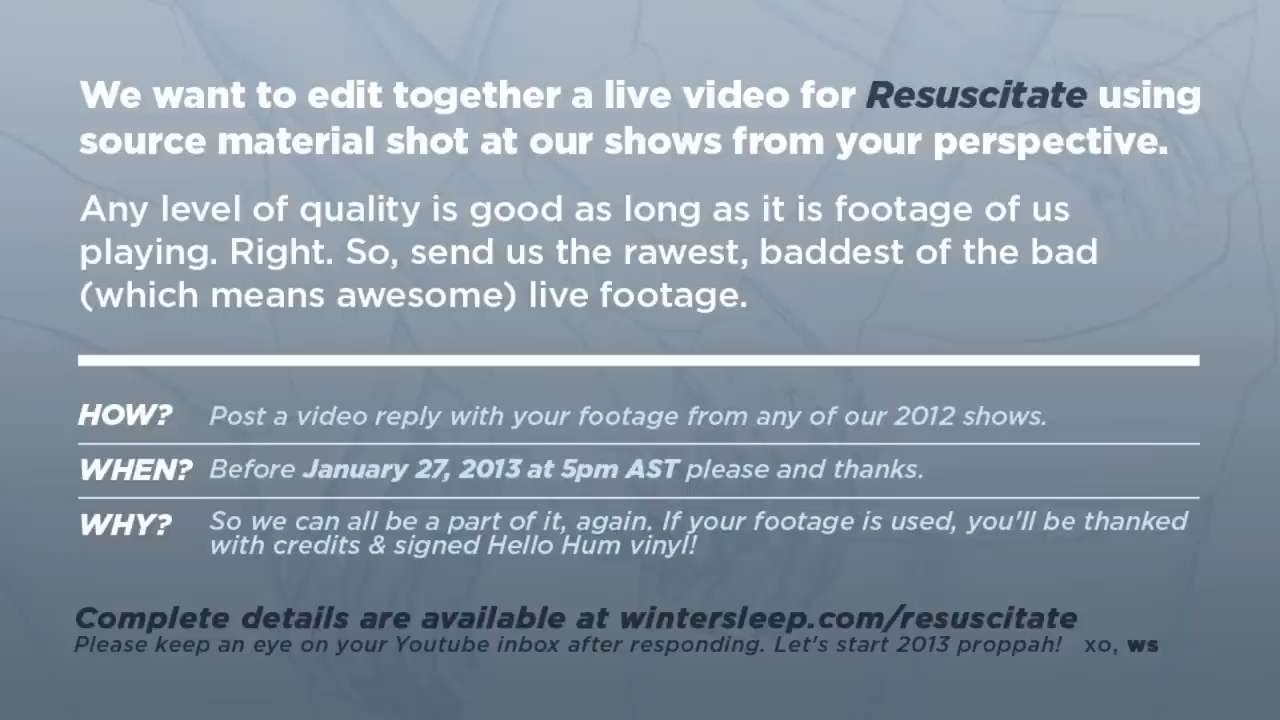 We want to edit together a live video for Resuscitate using
source material shot at our shows from your perspective.
Any level of quality is good as long as it is footage of us
playing. Right. So, send us the rawest, baddest of the bad
(which means awesome) live footage.
HOW? Post a video reply with your footage from any of our 2012 shows.
WHEN? Before January 27, 2013 at 5pm AST please and thanks.
WHY? So we can all be a part of it, again. If your footage is used, you'll be thanked
with credits & signed Hello Hum vinyl!
Complete details are available at wintersleep.com/resuscitate
Please keep an eye on your Youtube inbox after responding. Let's start 2013 proppah! xo, ws